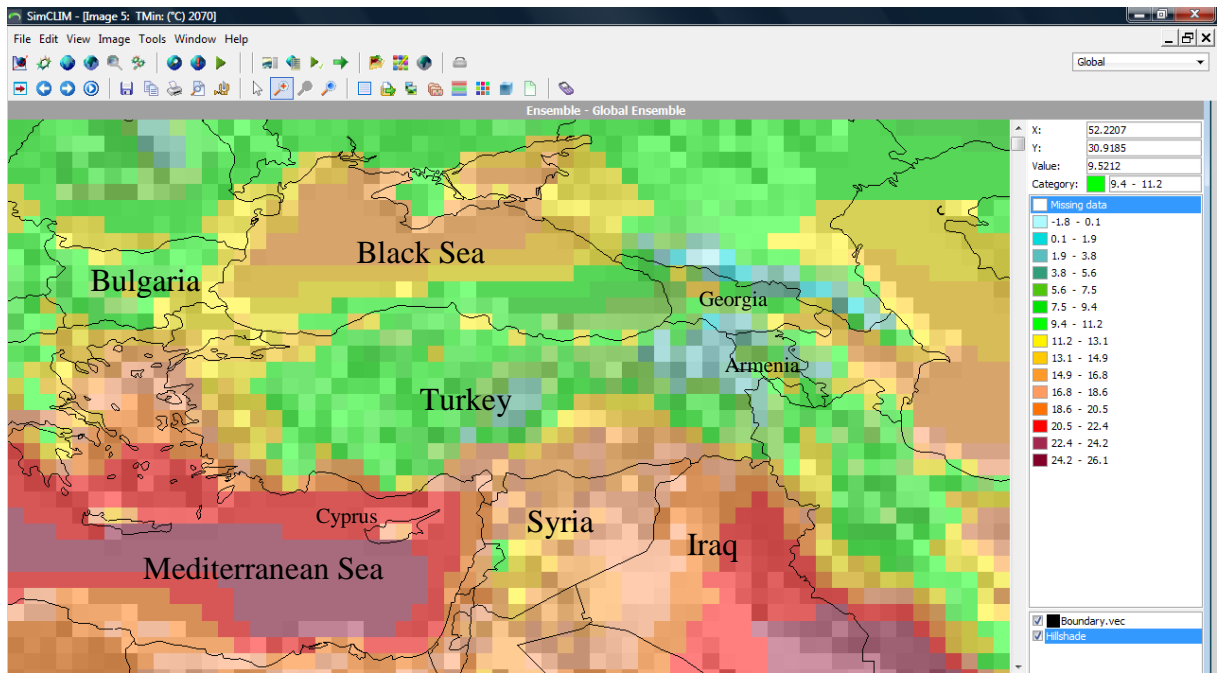 SimCLIM - [Image 5: TMin: (°C) 2070]
File Edit View Image Tools Window Help
Global
Ensemble - Global Ensemble
X: 52.2207
Y: 30.9185
Value: 9.5212
Category: 9.4 - 11.2
Missing data
-1.8 - 0.1
0.1 - 1.9
1.9 - 3.8
3.8 - 5.6
5.6 - 7.5
7.5 - 9.4
9.4 - 11.2
11.2 - 13.1
13.1 - 14.9
14.9 - 16.8
16.8 - 18.6
18.6 - 20.5
20.5 - 22.4
22.4 - 24.2
24.2 - 26.1
Black Sea
Bulgaria
Georgia
Armenia
Turkey
Cyprus
Syria
Iraq
Mediterranean Sea
Boundary.vec
Hillshade